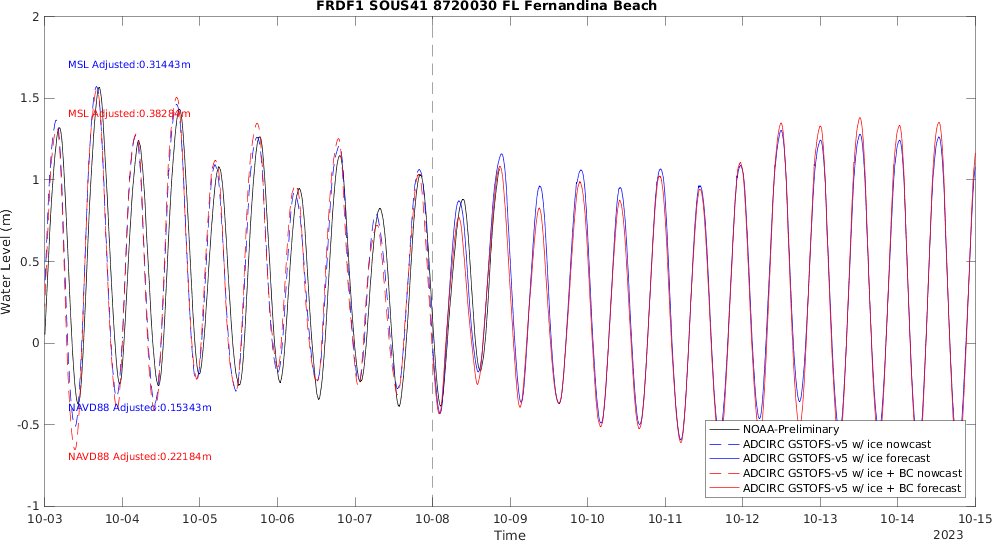 FRDF1 SOUS41 8720030 FL Fernandina Beach
2
1.5
1
0.5
0
-0.5
-1
Water Level (m)
MSL Adjusted:0.31443m
MSL Adjusted:0.38284m
NAVD88 Adjusted:0.15343m
NAVD88 Adjusted:0.22184m
NOAA-Preliminary
ADCIRC GSTOFS-v5 w/ ice nowcast
ADCIRC GSTOFS-v5 w/ ice forecast
ADCIRC GSTOFS-v5 w/ ice + BC nowcast
ADCIRC GSTOFS-v5 w/ ice + BC forecast
10-03 10-04 10-05 10-06 10-07 10-08 10-09 10-10 10-11 10-12 10-13 10-14 10-15
Time
2023